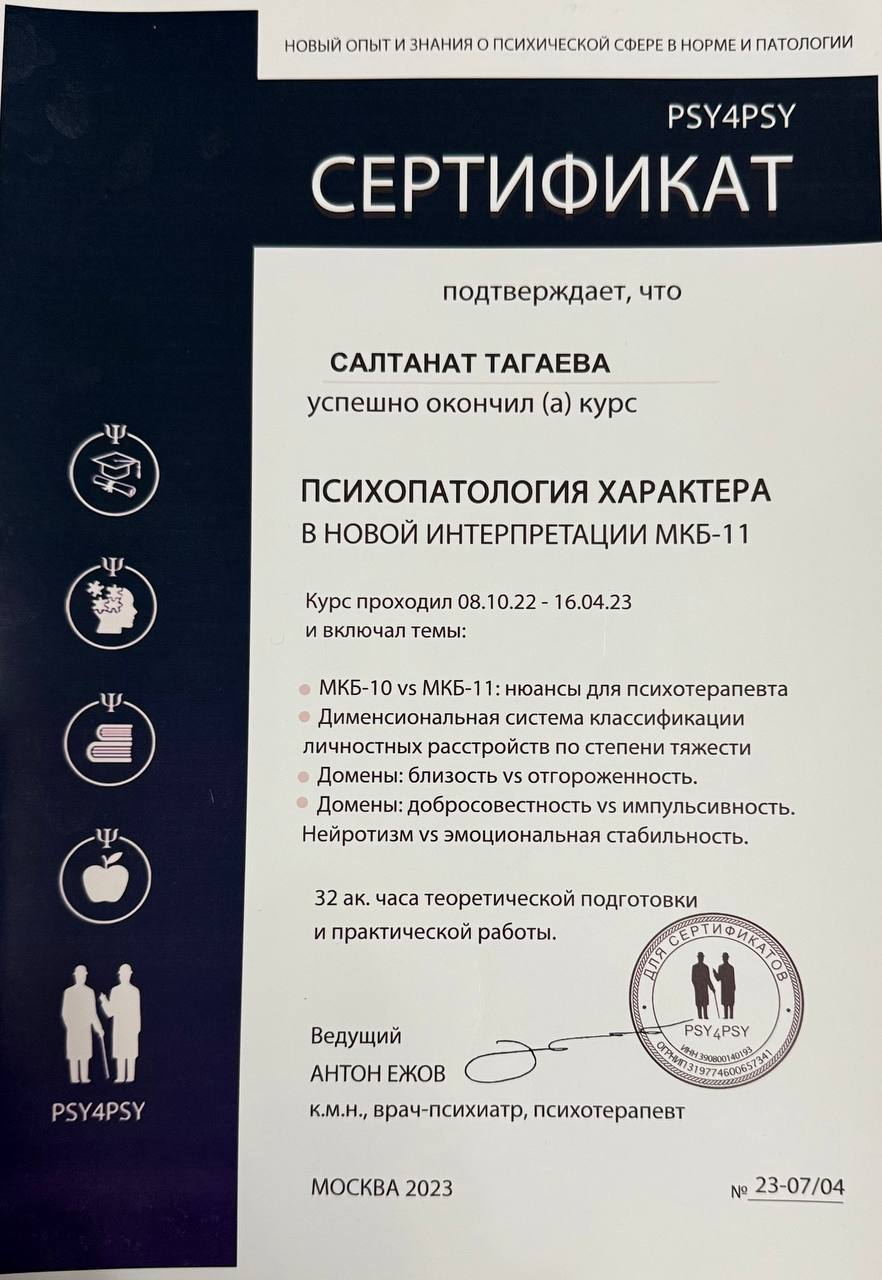 НОВЫЙ ОПЫТ И ЗНАНИЯ О ПСИХИЧЕСКОЙ СФЕРЕ В НОРМЕ И ПАТОЛОГИИ
PSY4PSY
СЕРТИФИКАТ
подтверждает, что
САЛТАНАТ ТАГАЕВА
успешно окончил (а) курс
ПСИХОПАТОЛОГИЯ ХАРАКТЕРА
В НОВОЙ ИНТЕРПРЕТАЦИИ МКБ-11
Курс проходил 08.10.22 - 16.04.23
и включал темы:
МКБ-10 vs МКБ-11: нюансы для психотерапевта
Дименсиональная система классификации
личностных расстройств по степени тяжести
Домены: близость vs отгороженность.
Домены: добросовестность vs импульсивность.
Нейротизм vs эмоциональная стабильность.
32 ак. часа теоретической подготовки
и практической работы.
ДЛЯ СЕРТИФИКАТОВ
PSY4PSY
ИНН 390800140193
ОГРНИП 319774600657341
Ведущий
АНТОН ЕЖОВ
к.м.н., врач-психиатр, психотерапевт
МОСКВА 2023
№ 23-07/04
Ψ
Ψ
Ψ
Ψ
PSY4PSY